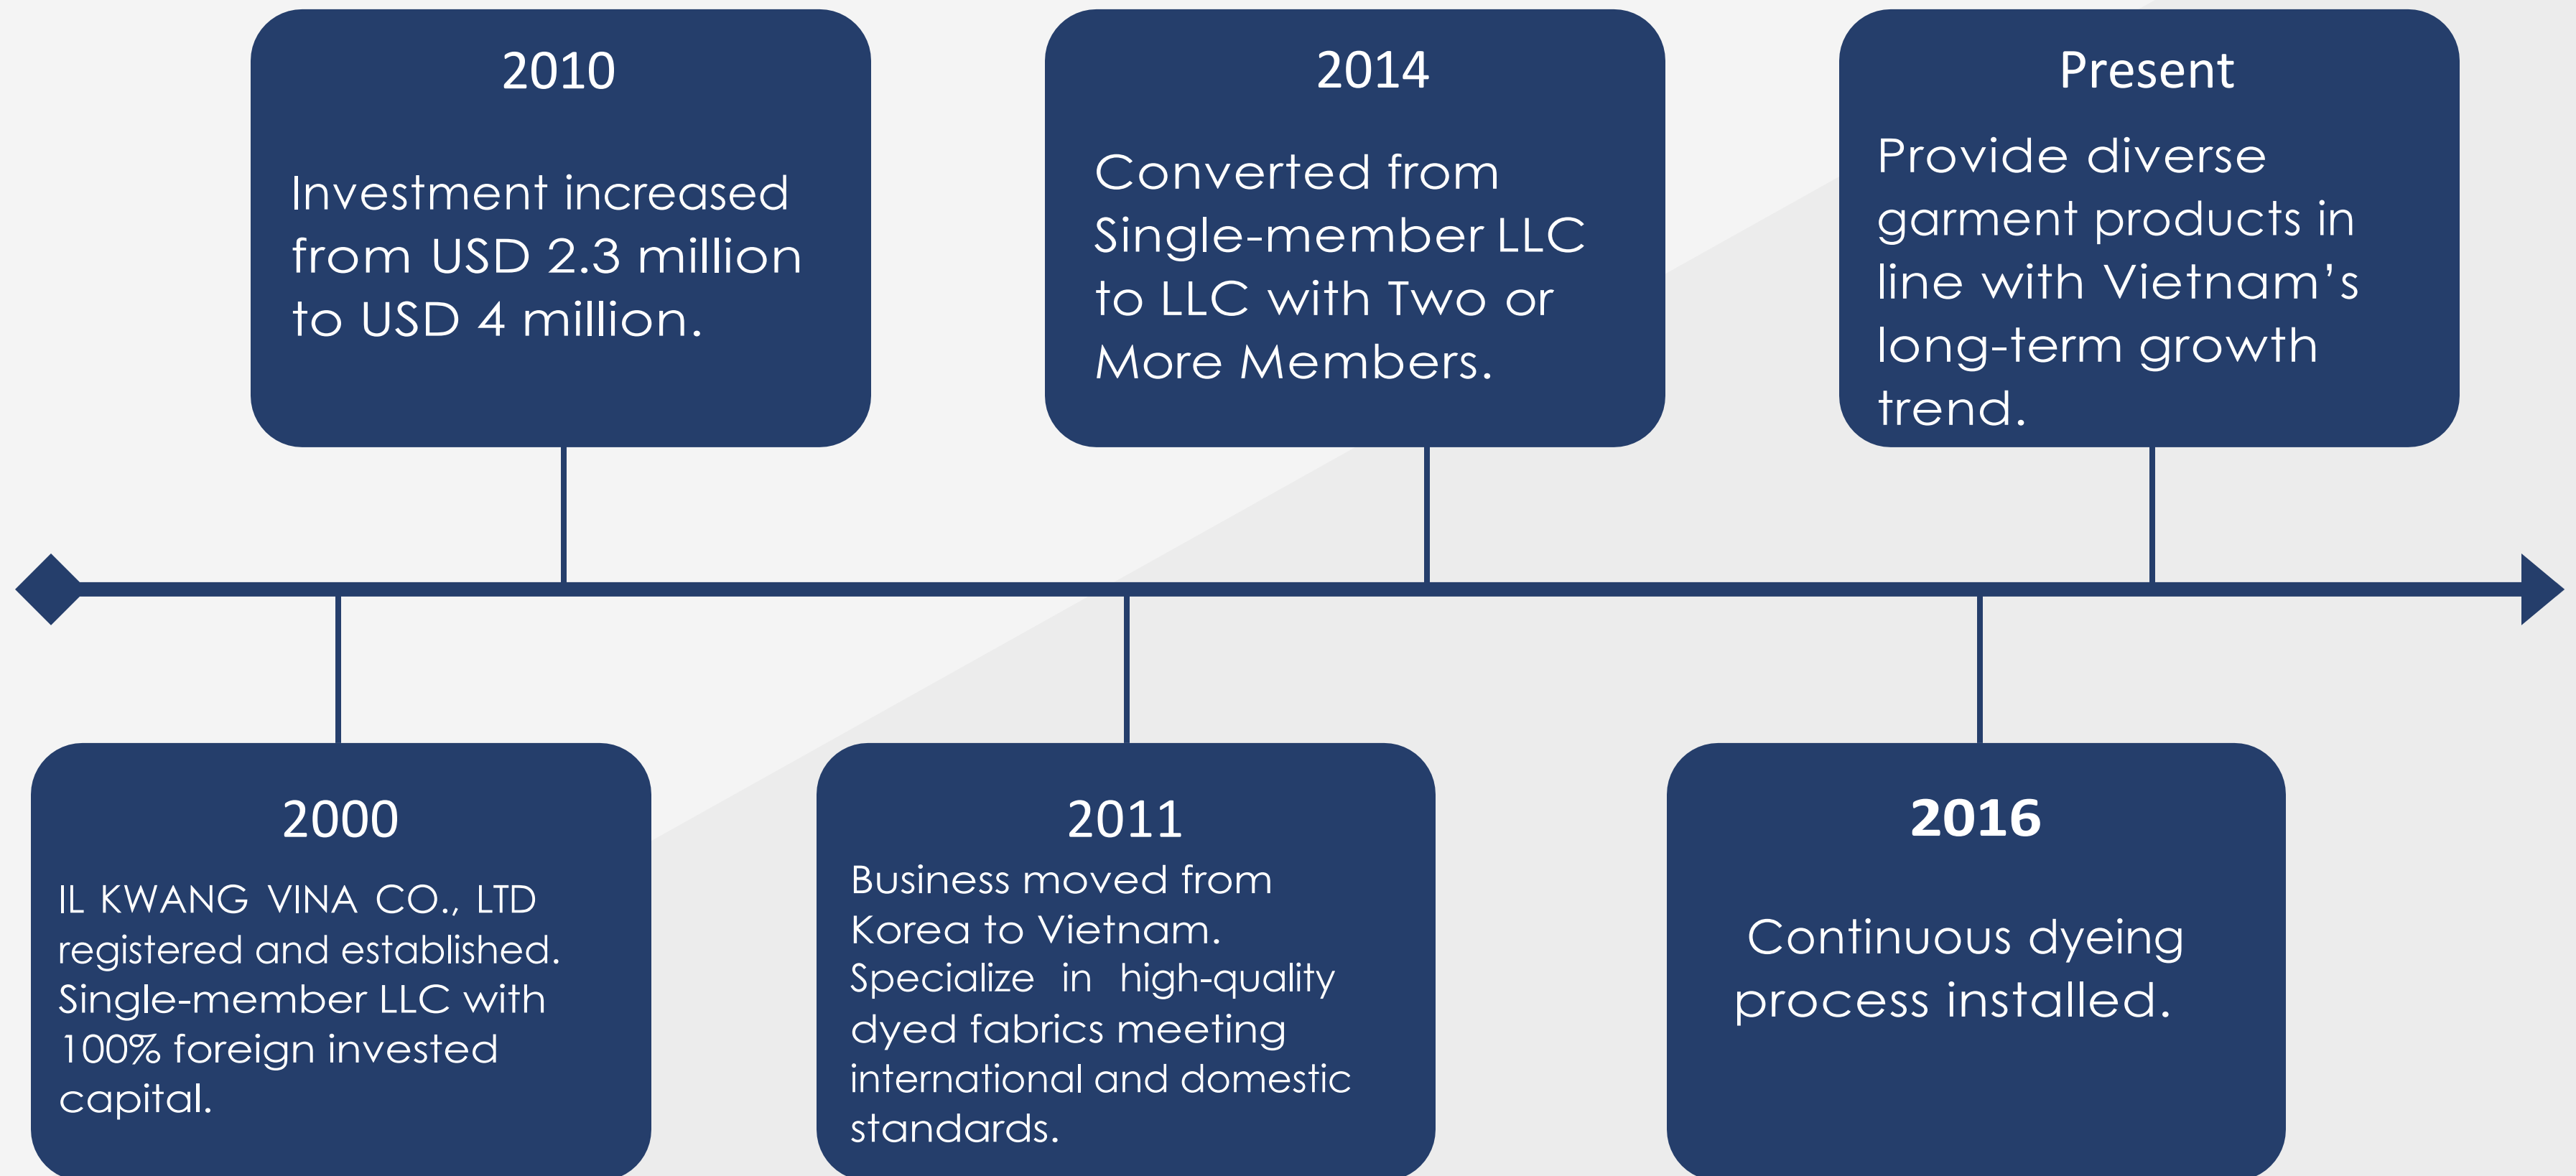 2010
Investment increased
from USD 2.3 million
to USD 4 million.
2014
Converted from
Single-member LLC
to LLC with Two or
More Members.
Present
Provide diverse
garment products in
line with Vietnam’s
long-term growth
trend.
2000
IL KWANG VINA CO., LTD
registered and established.
Single-member LLC with
100% foreign invested
capital.
2011
Business moved from
Korea to Vietnam.
Specialize in high-quality
dyed fabrics meeting
international and domestic
standards.
2016
Continuous dyeing
process installed.